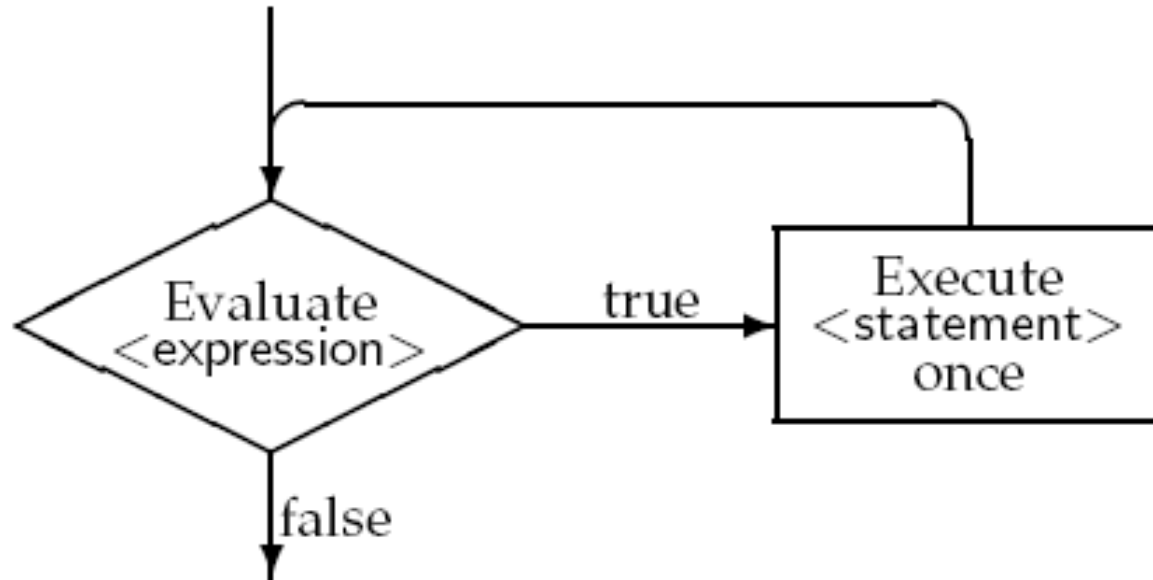 Evaluate
<expression>
true
Execute
<statement>
once
false